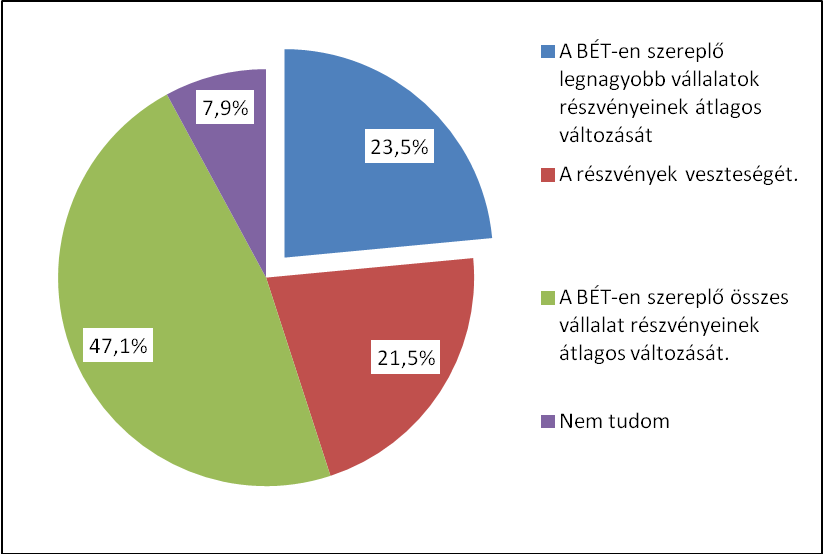 7,9%
23,5%
47,1%
21,5%
A BÉT-en szereplő
legnagyobb vállalatok
részvényeinek átlagos
változását
A részvények veszteségét.
A BÉT-en szereplő összes
vállalat részvényeinek
átlagos változását.
Nem tudom